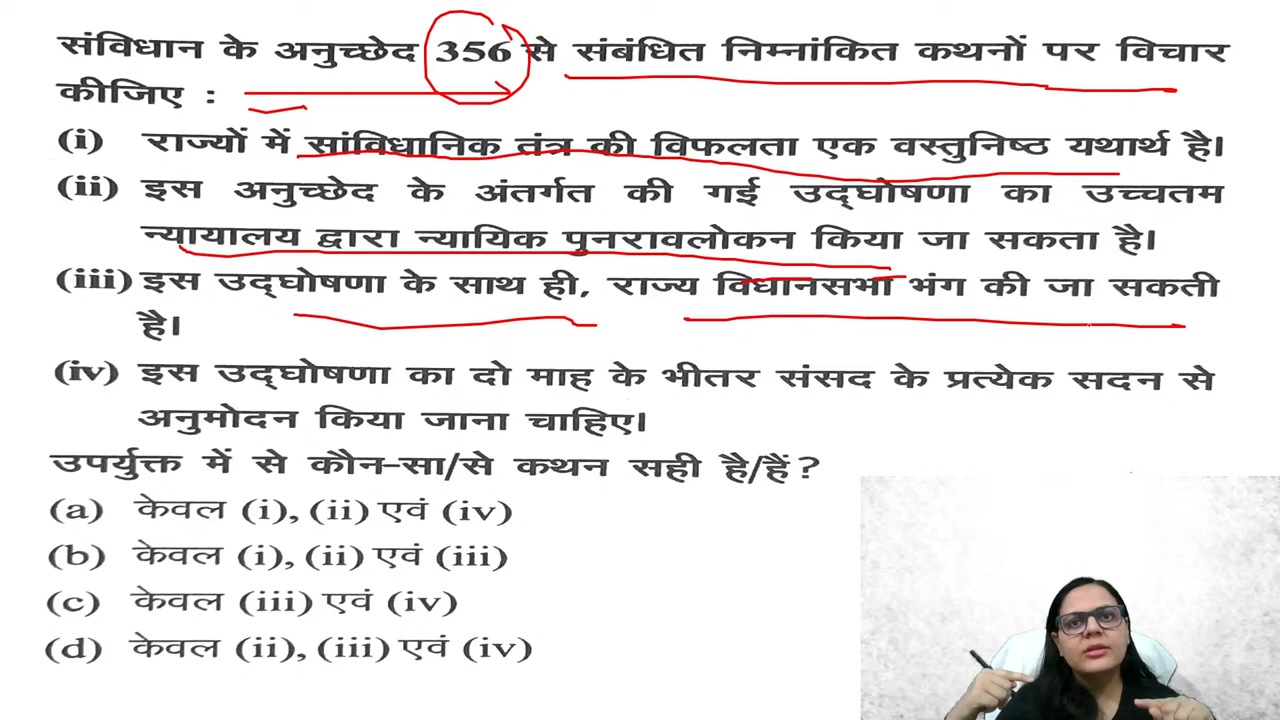 संविधान के अनुच्छेद 356 से संबंधित निम्नांकित कथनों पर विचार
कीजिए :
(i) राज्यों में सांविधानिक तंत्र की विफलता एक वस्तुनिष्ठ यथार्थ है।
(ii) इस अनुच्छेद के अंतर्गत की गई उद्घोषणा का उच्चतम
न्यायालय द्वारा न्यायिक पुनरावलोकन किया जा सकता है।
(iii) इस उद्घोषणा के साथ ही, राज्य विधानसभा भंग की जा सकती
है।
(iv) इस उद्घोषणा का दो माह के भीतर संसद के प्रत्येक सदन से
अनुमोदन किया जाना चाहिए।
उपर्युक्त में से कौन-सा/से कथन सही है/हैं?
(a) केवल (i), (ii) एवं (iv)
(b) केवल (i), (ii) एवं (iii)
(c) केवल (iii) एवं (iv)
(d) केवल (ii), (iii) एवं (iv)